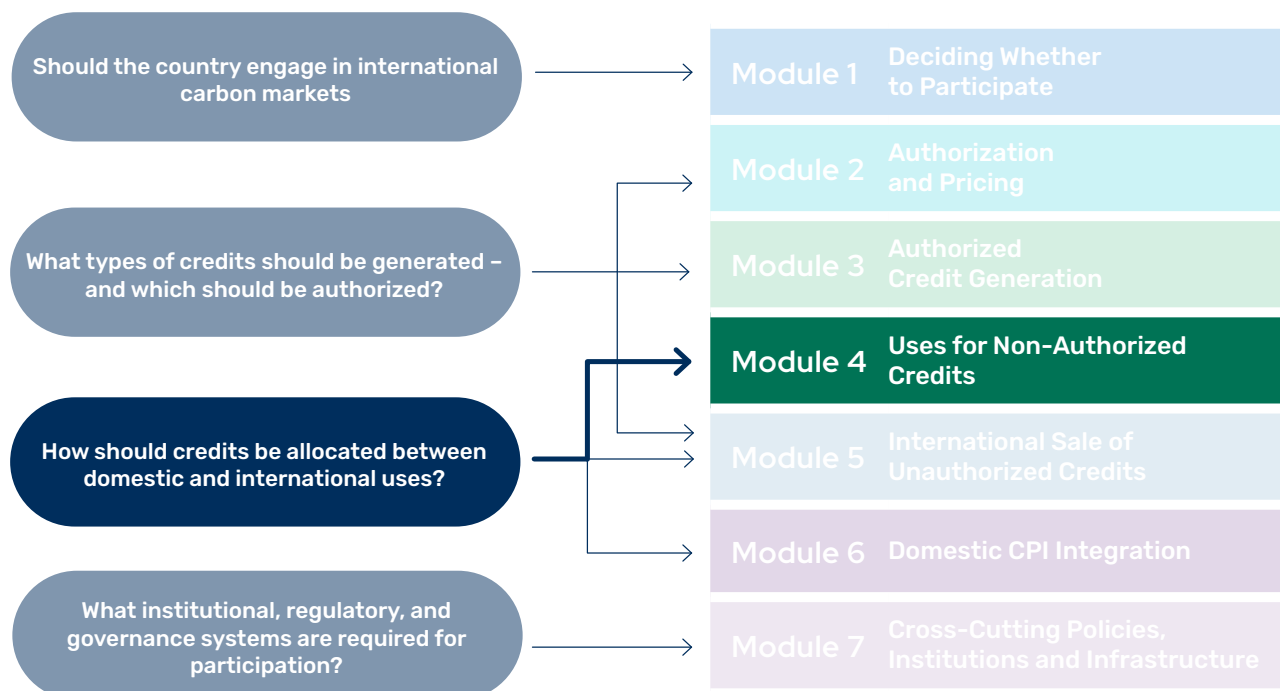 Should the country engage in international
carbon markets
What types of credits should be generated –
and which should be authorized?
How should credits be allocated between
domestic and international uses?
What institutional, regulatory, and
governance systems are required for
participation?
Module 1
Deciding Whether
to Participate
Module 2
Authorization
and Pricing
Module 3
Authorized
Credit Generation
Module 4
Uses for Non-Authorized
Credits
Module 5
International Sale of
Unauthorized Credits
Module 6
Domestic CPI Integration
Module 7
Cross-Cutting Policies,
Institutions and Infrastructure